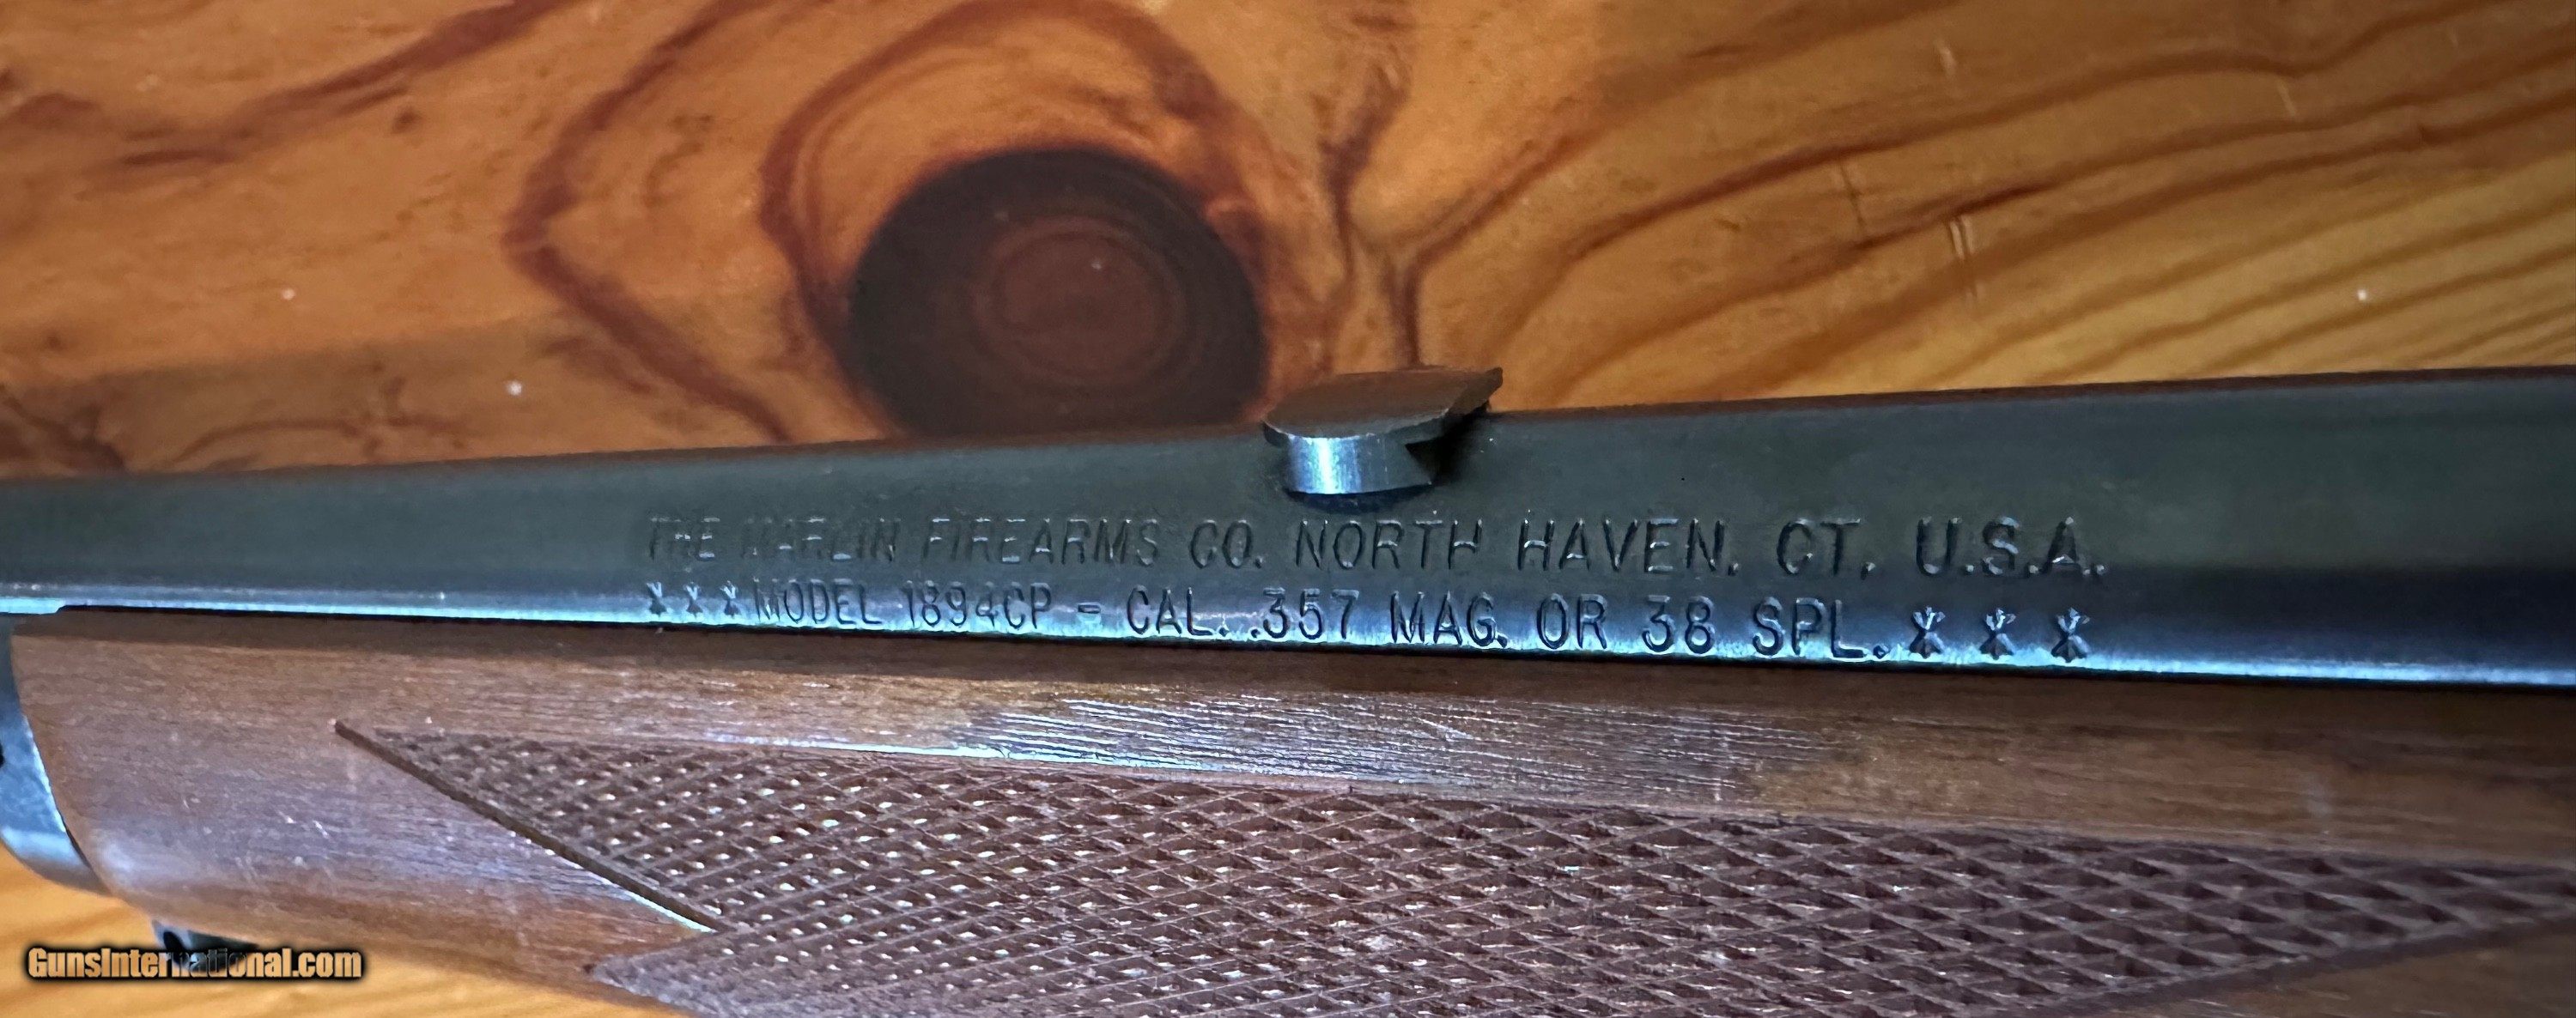 THE MARLIN FIREARMS CO. NORTH HAVEN, CT. U.S.A.
*** MODEL 1894CP - CAL. .357 MAG. OR 38 SPL. ***
GunsInternational.com